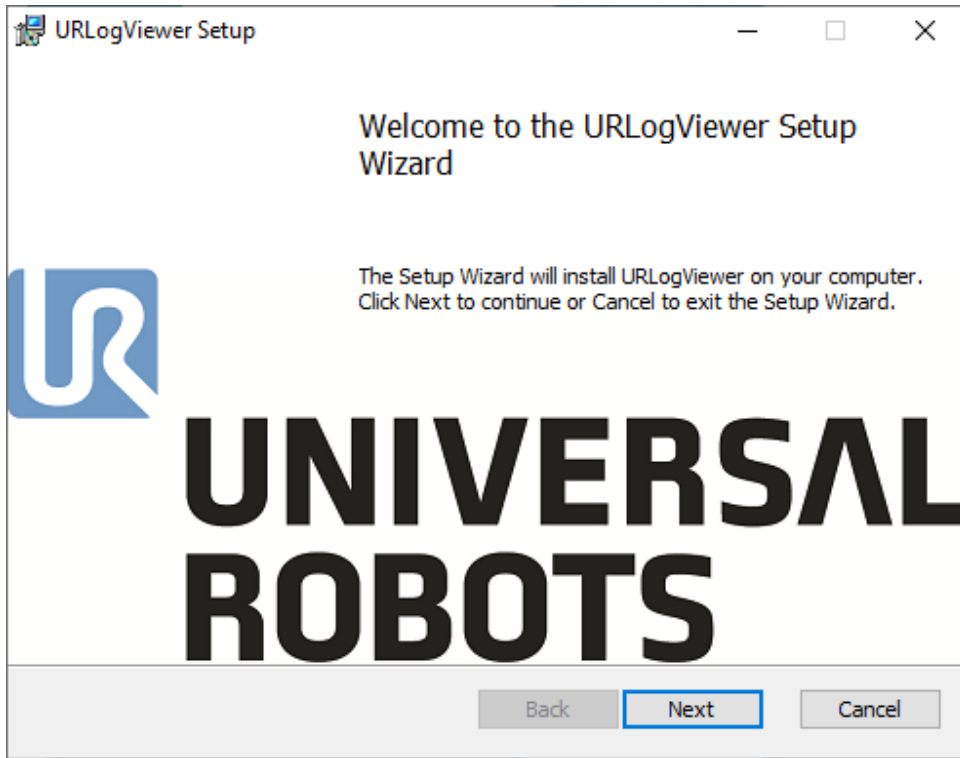 URLogViewer Setup
Welcome to the URLogViewer Setup
Wizard
The Setup Wizard will install URLogViewer on your computer.
Click Next to continue or Cancel to exit the Setup Wizard.
UR
UNIVERSAL
ROBOTS
Back
Next
Cancel